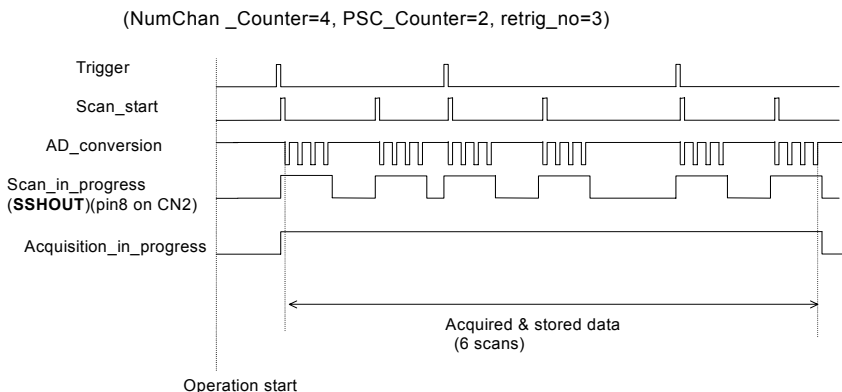 (NumChan _Counter=4, PSC_Counter=2, retrig_no=3)
Trigger
Scan_start
AD_conversion
Scan_in_progress
(SSHOUT)(pin8 on CN2)
Acquisition_in_progress
Acquired & stored data
(6 scans)
Operation start